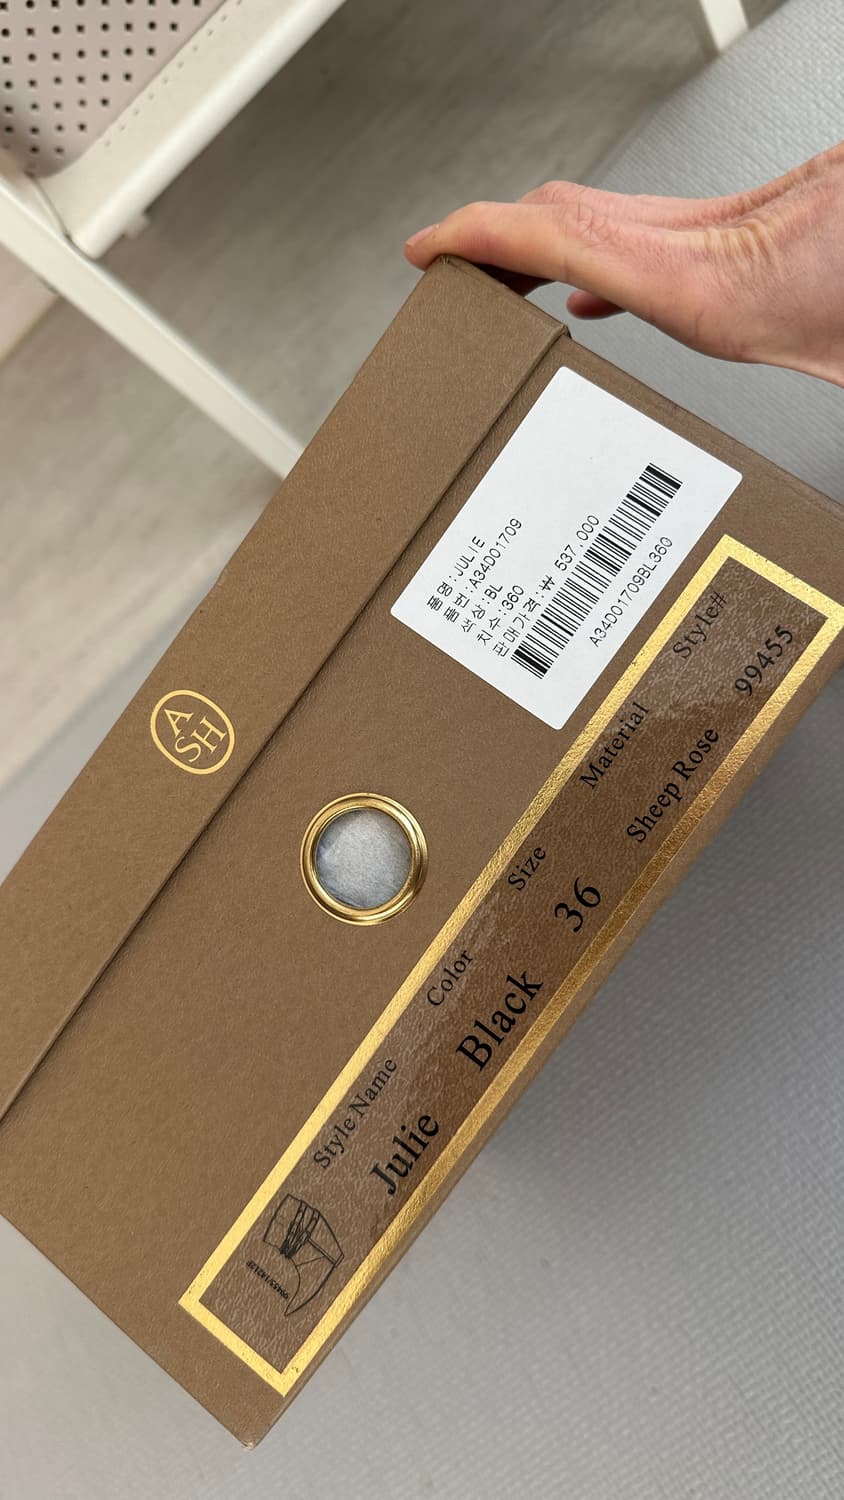 ASH
품명:JULIE
품번:A34D01709
색상:BL
치수:360
판매가격:₩ 537,000
A34D01709BL360
Style Name Color Size Material Style#
Julie Black 36 Sheep Rose 99455